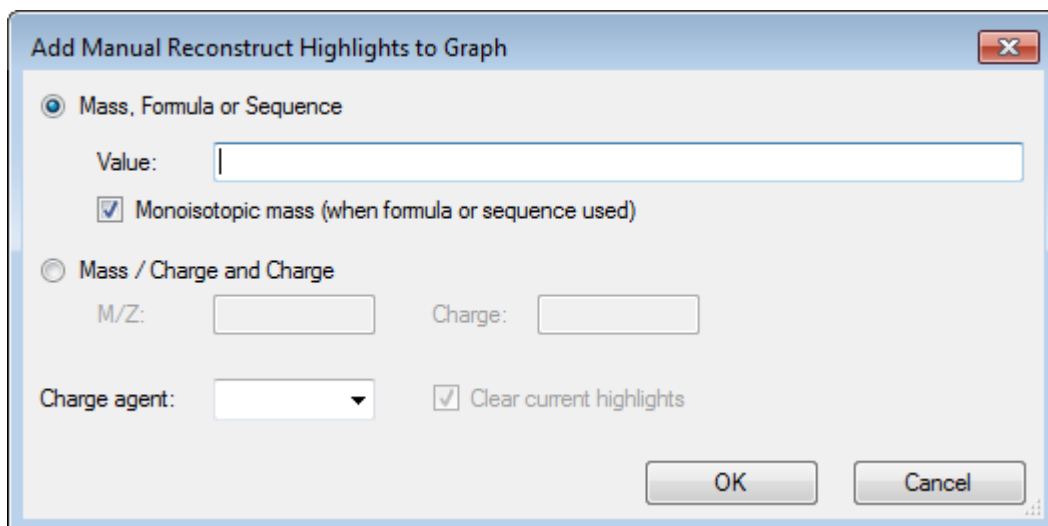 Add Manual Reconstruct Highlights to Graph
Mass, Formula or Sequence
Value:
Monoisotopic mass (when formula or sequence used)
Mass / Charge and Charge
M/Z: Charge:
Charge agent: Clear current highlights
OK Cancel